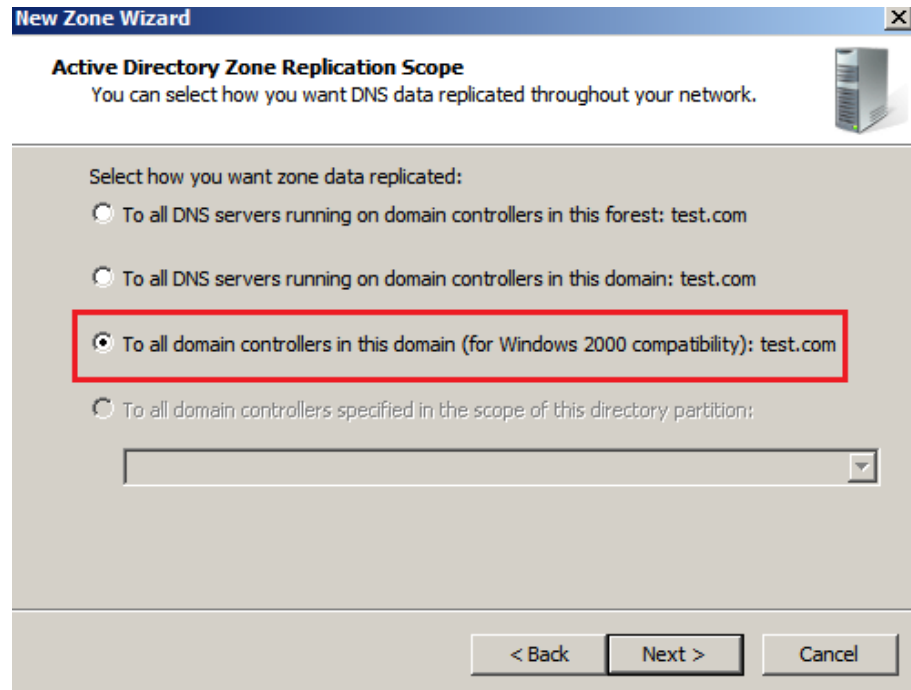 New Zone Wizard
Active Directory Zone Replication Scope
You can select how you want DNS data replicated throughout your network.
Select how you want zone data replicated:
To all DNS servers running on domain controllers in this forest: test.com
To all DNS servers running on domain controllers in this domain: test.com
To all domain controllers in this domain (for Windows 2000 compatibility): test.com
To all domain controllers specified in the scope of this directory partition:
< Back Next > Cancel